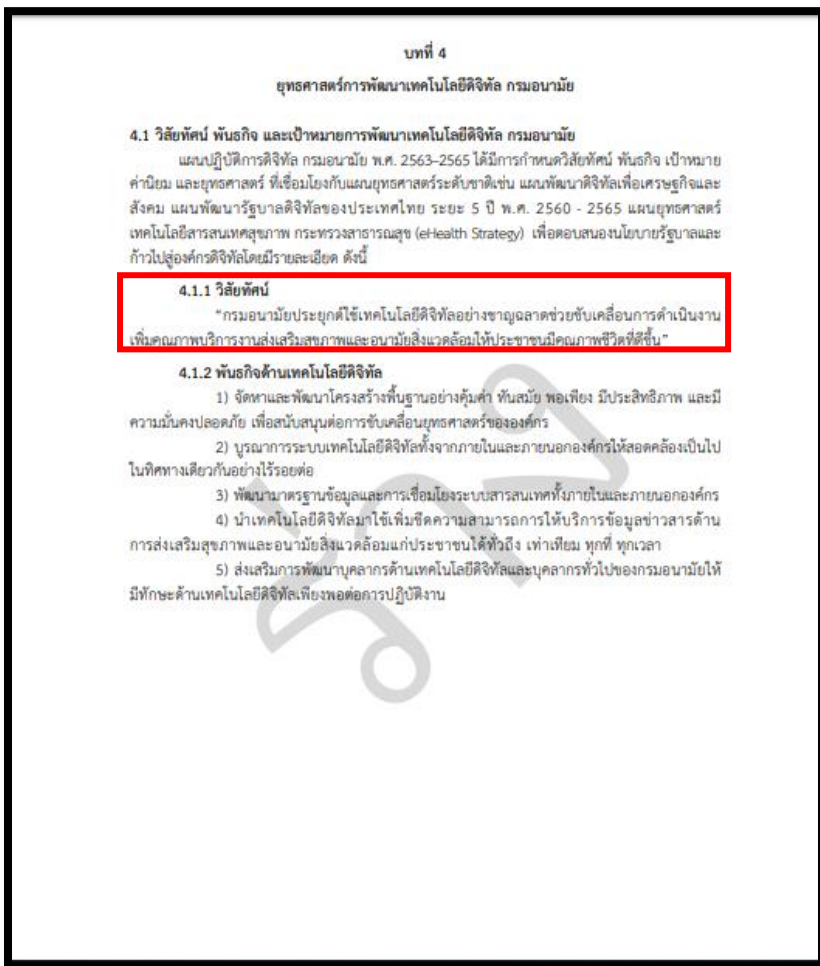 บทที่ 4
ยุทธศาสตร์การพัฒนาเทคโนโลยีดิจิทัล กรมอนามัย
4.1 วิสัยทัศน์ พันธกิจ และเป้าหมายการพัฒนาเทคโนโลยีดิจิทัล กรมอนามัย
แผนปฏิบัติการดิจิทัล กรมอนามัย พ.ศ. 2563–2565 ได้มีการกำหนดวิสัยทัศน์ พันธกิจ เป้าหมาย
ค่านิยม และยุทธศาสตร์ ที่เชื่อมโยงกับแผนยุทธศาสตร์ระดับชาติเช่น แผนพัฒนาดิจิทัลเพื่อเศรษฐกิจและ
สังคม แผนพัฒนารัฐบาลดิจิทัลของประเทศไทย ระยะ 5 ปี พ.ศ. 2560 - 2565 แผนยุทธศาสตร์
เทคโนโลยีสารสนเทศสุขภาพ กระทรวงสาธารณสุข (eHealth Strategy) เพื่อตอบสนองนโยบายรัฐบาลและ
ก้าวไปสู่องค์กรดิจิทัลโดยมีรายละเอียด ดังนี้
4.1.1 วิสัยทัศน์
“กรมอนามัยประยุกต์ใช้เทคโนโลยีดิจิทัลอย่างชาญฉลาดช่วยขับเคลื่อนการดำเนินงาน
เพิ่มคุณภาพบริการงานส่งเสริมสุขภาพและอนามัยสิ่งแวดล้อมให้ประชาชนมีคุณภาพชีวิตที่ดีขึ้น”
4.1.2 พันธกิจด้านเทคโนโลยีดิจิทัล
1) จัดหาและพัฒนาโครงสร้างพื้นฐานอย่างคุ้มค่า ทันสมัย พอเพียง มีประสิทธิภาพ และมี
ความมั่นคงปลอดภัย เพื่อสนับสนุนต่อการขับเคลื่อนยุทธศาสตร์ขององค์กร
2) บูรณาการระบบเทคโนโลยีดิจิทัลทั้งจากภายในและภายนอกองค์กรให้สอดคล้องเป็นไป
ในทิศทางเดียวกันอย่างไร้รอยต่อ
3) พัฒนามาตรฐานข้อมูลและการเชื่อมโยงระบบสารสนเทศทั้งภายในและภายนอกองค์กร
4) นำเทคโนโลยีดิจิทัลมาใช้เพิ่มขีดความสามารถการให้บริการข้อมูลข่าวสารด้าน
การส่งเสริมสุขภาพและอนามัยสิ่งแวดล้อมแก่ประชาชนได้ทั่วถึง เท่าเทียม ทุกที่ ทุกเวลา
5) ส่งเสริมการพัฒนาบุคลากรด้านเทคโนโลยีดิจิทัลและบุคลากรทั่วไปของกรมอนามัยให้
มีทักษะด้านเทคโนโลยีดิจิทัลเพียงพอต่อการปฏิบัติงาน
ร่าง